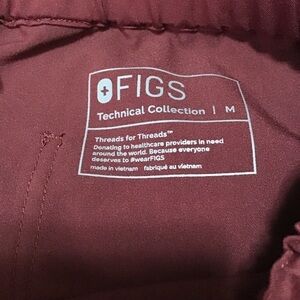 FIGS
Technical Collection | M
Threads for Threads™
Donating to healthcare providers in need
around the world. Because everyone
deserves to #wearFIGS
made in vietnam fabriqué au vietnam